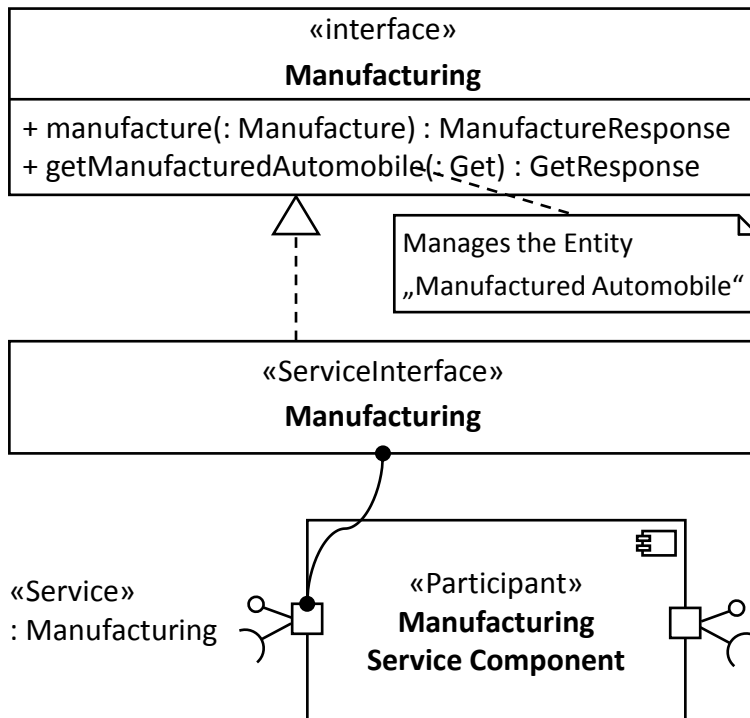 «interface»
Manufacturing
+ manufacture(: Manufacture) : ManufactureResponse
+ getManufacturedAutomobile(: Get) : GetResponse
Manages the Entity
„Manufactured Automobile“
«ServiceInterface»
Manufacturing
«Service»
: Manufacturing
«Participant»
Manufacturing
Service Component